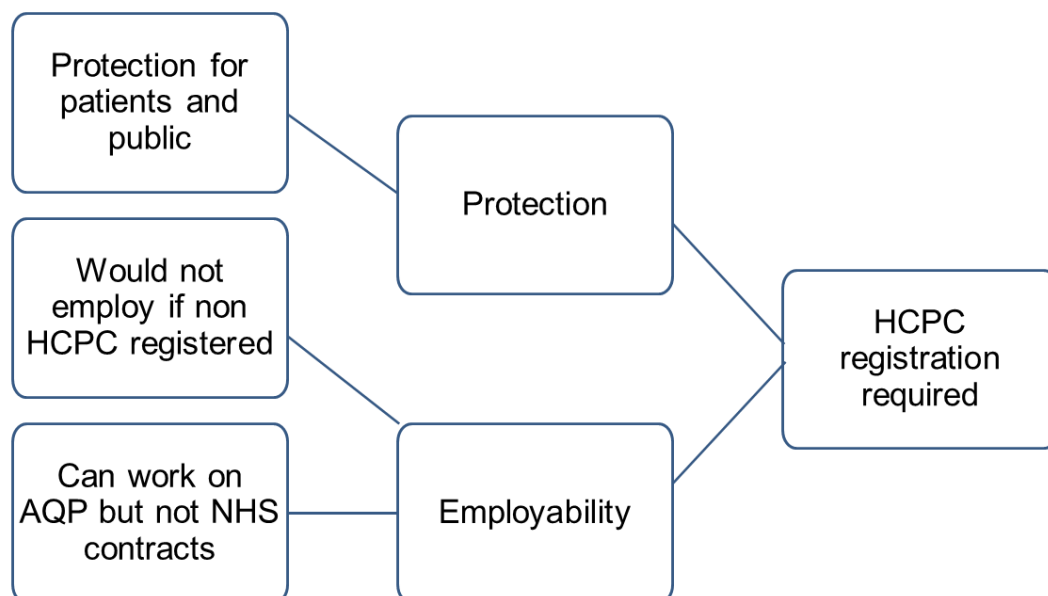 Protection for
patients and
public
Would not
employ if non
HCPC registered
Can work on
AQP but not NHS
contracts
Protection
Employability
HCPC
registration
required